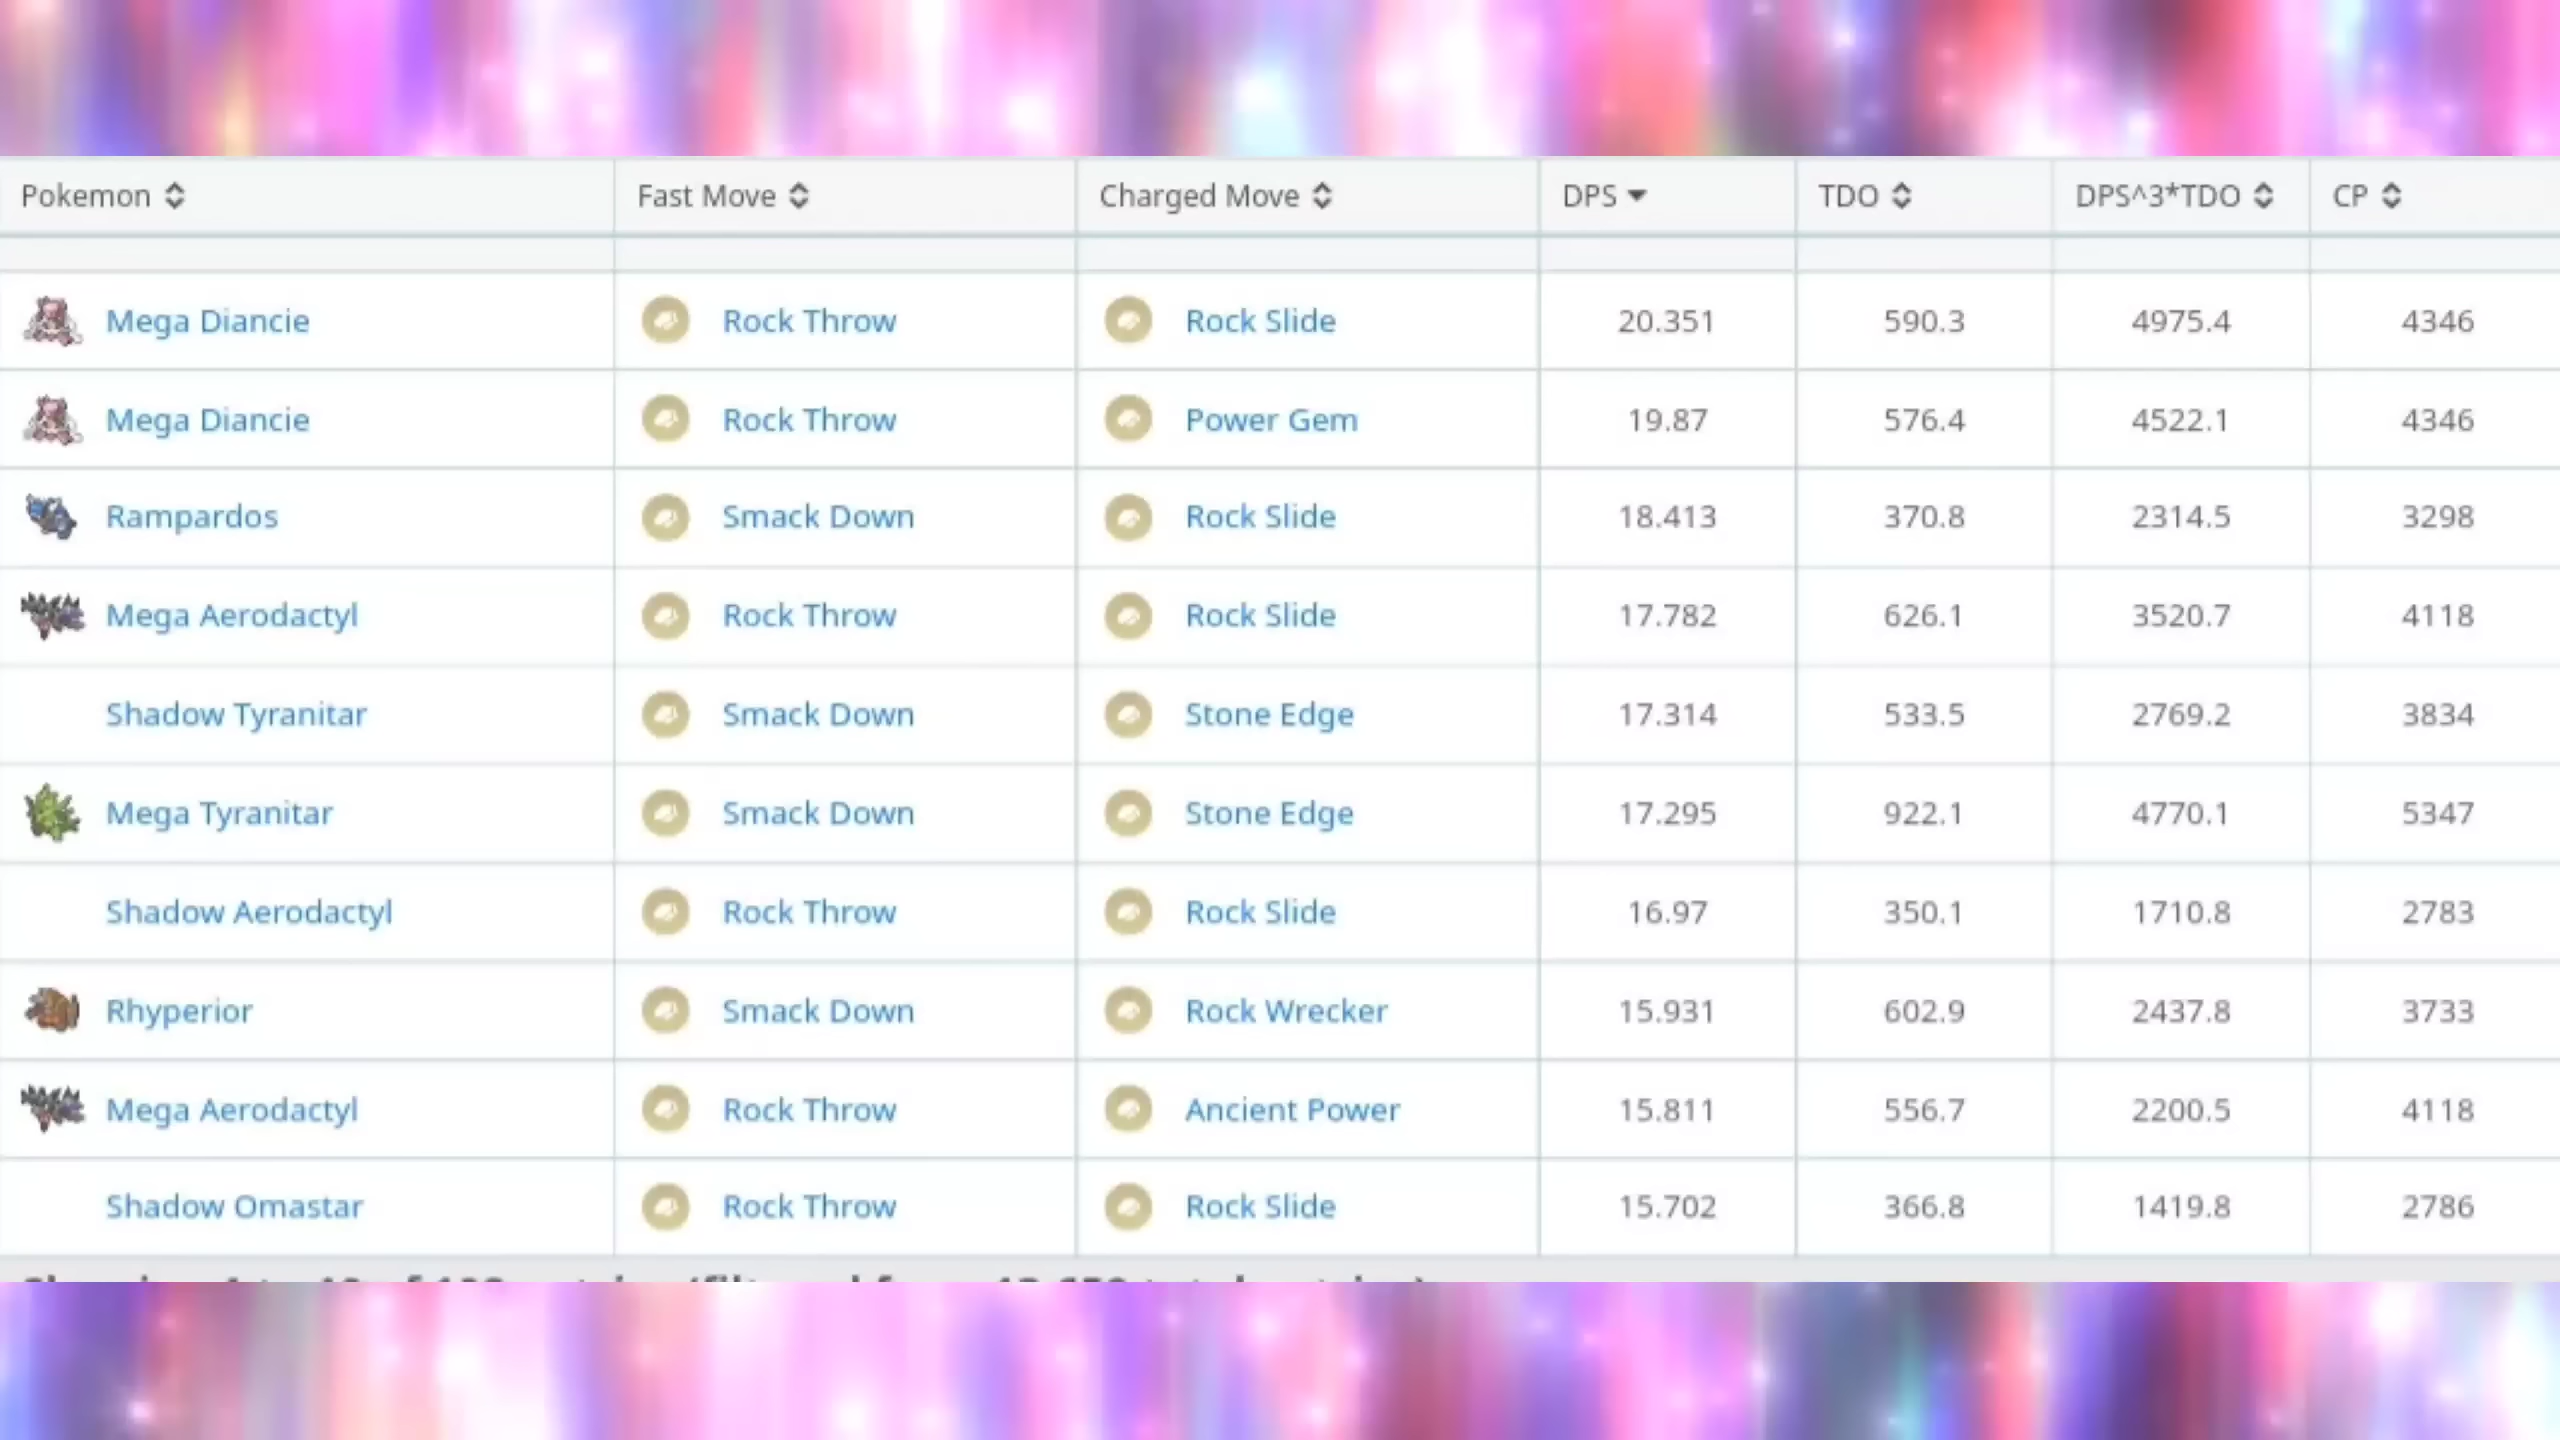 Pokemon Fast Move Charged Move DPS TDO DPS^3*TDO CP
Mega Diancie Rock Throw Rock Slide 20.351 590.3 4975.4 4346
Mega Diancie Rock Throw Power Gem 19.87 576.4 4522.1 4346
Rampardos Smack Down Rock Slide 18.413 370.8 2314.5 3298
Mega Aerodactyl Rock Throw Rock Slide 17.782 626.1 3520.7 4118
Shadow Tyranitar Smack Down Stone Edge 17.314 533.5 2769.2 3834
Mega Tyranitar Smack Down Stone Edge 17.295 922.1 4770.1 5347
Shadow Aerodactyl Rock Throw Rock Slide 16.97 350.1 1710.8 2783
Rhyperior Smack Down Rock Wrecker 15.931 602.9 2437.8 3733
Mega Aerodactyl Rock Throw Ancient Power 15.811 556.7 2200.5 4118
Shadow Omastar Rock Throw Rock Slide 15.702 366.8 1419.8 2786